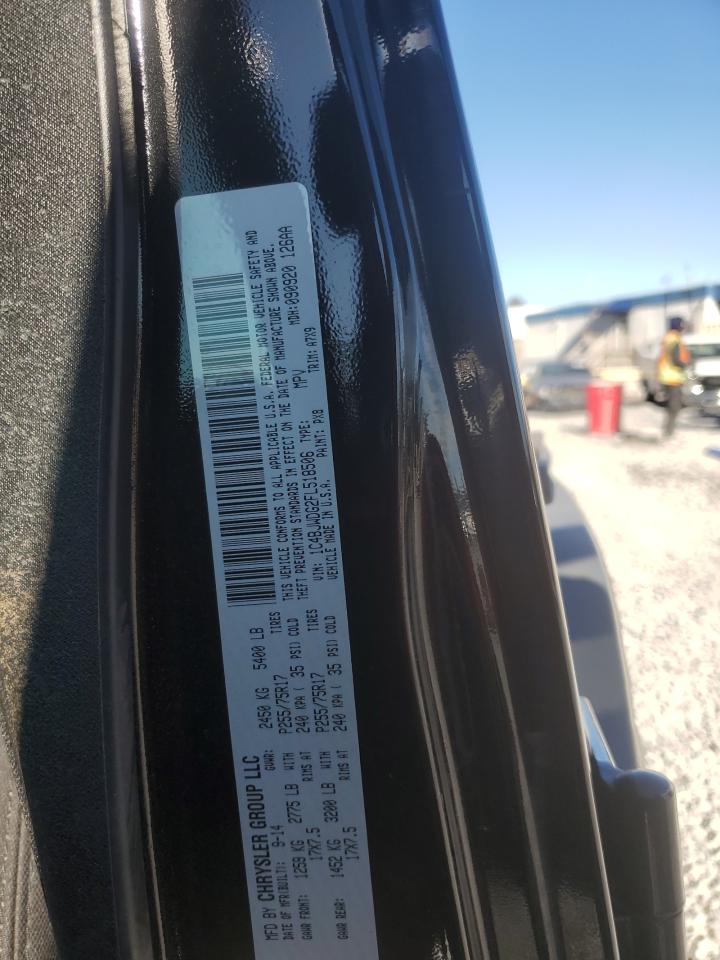 MFD BY CHRYSLER GROUP LLC
DATE OF MFR(BUILT): 9-14 GVWR: 2450 KG 5400 LB
GAWR FRONT: 1259 KG 2775 LB WITH P255/75R17 TIRES
17X7.5 RIMS AT 240 KPA ( 35 PSI) COLD
GAWR REAR: 1452 KG 3200 LB WITH P255/75R17 TIRES
17X7.5 RIMS AT 240 KPA ( 35 PSI) COLD
THIS VEHICLE CONFORMS TO ALL APPLICABLE U.S.A. FEDERAL MOTOR VEHICLE SAFETY AND
THEFT PREVENTION STANDARDS IN EFFECT ON THE DATE OF MANUFACTURE SHOWN ABOVE.
VIN: 1C4BJWDG2FL518506 TYPE: MPV MDH:090920 126AA
VEHICLE MADE IN U.S.A. PAINT: PX8 TRIM: A7X9